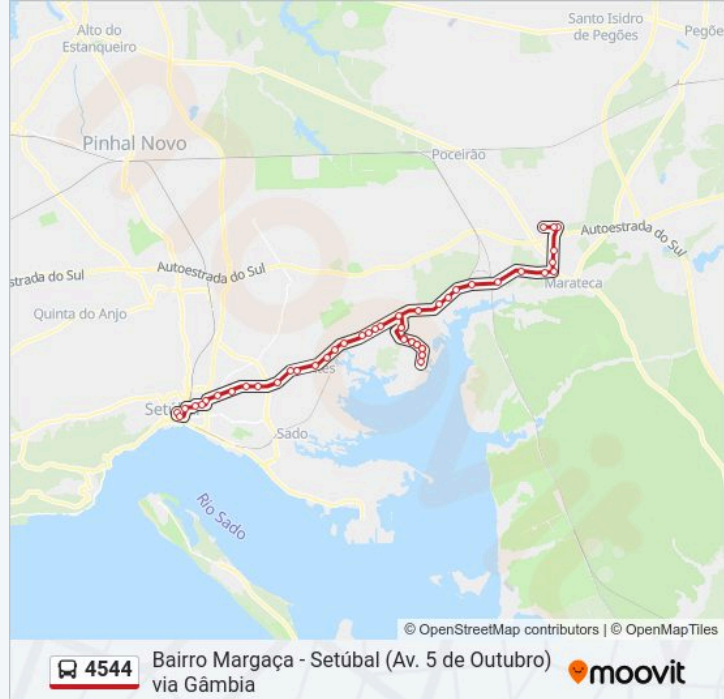 Santo Isidro
de Pegões
Pegõe
Alto do
Estanqueiro
Pinhal Novo
Poceirão
Autoestrada do Sul
strada do Sul
Autoestrada do Sul
Marateca
Quinta do Anjo
Setúbal
Sado
Rio Sado
© OpenStreetMap contributors | © OpenMapTiles
4544
Bairro Margaça - Setúbal (Av. 5 de Outubro)
via Gâmbia
moovit